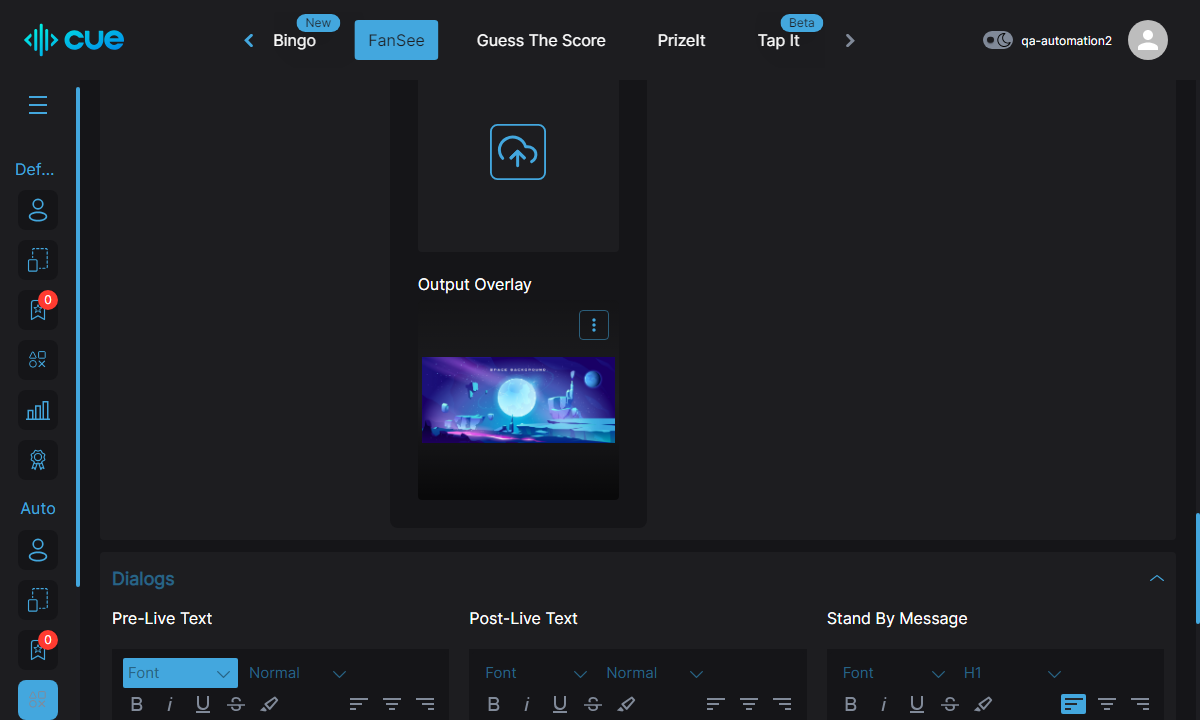 cue
New
Beta
Bingo
FanSee
Guess The Score
PrizeIt
Tap It
qa-automation2
Def...
0
Auto
0
Output Overlay
SPACE BACKGROUND
Dialogs
Pre-Live Text
Post-Live Text
Stand By Message
Font
Normal
Font
Normal
Font
H1
B i U S
B i U S
B i U S